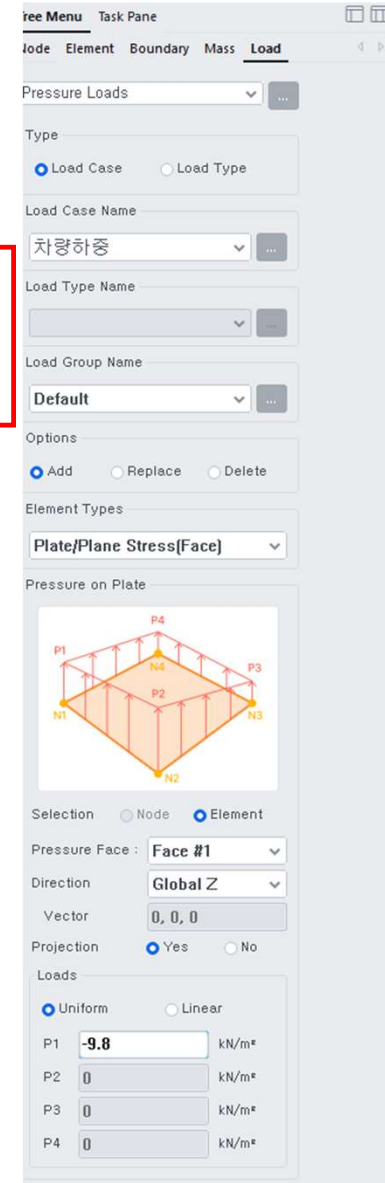 ree Menu Task Pane
Node Element Boundary Mass Load
Pressure Loads ...
Type
Load Case Load Type
Load Case Name
차량하중 ...
Load Type Name
...
Load Group Name
Default ...
Options
Add Replace Delete
Element Types
Plate/Plane Stress(Face)
Pressure on Plate
P4
P1
N4 P3
P2
N1 N3
N2
Selection Node Element
Pressure Face : Face #1
Direction Global Z
Vector 0, 0, 0
Projection Yes No
Loads
Uniform Linear
P1 -9.8 kN/m²
P2 0 kN/m²
P3 0 kN/m²
P4 0 kN/m²